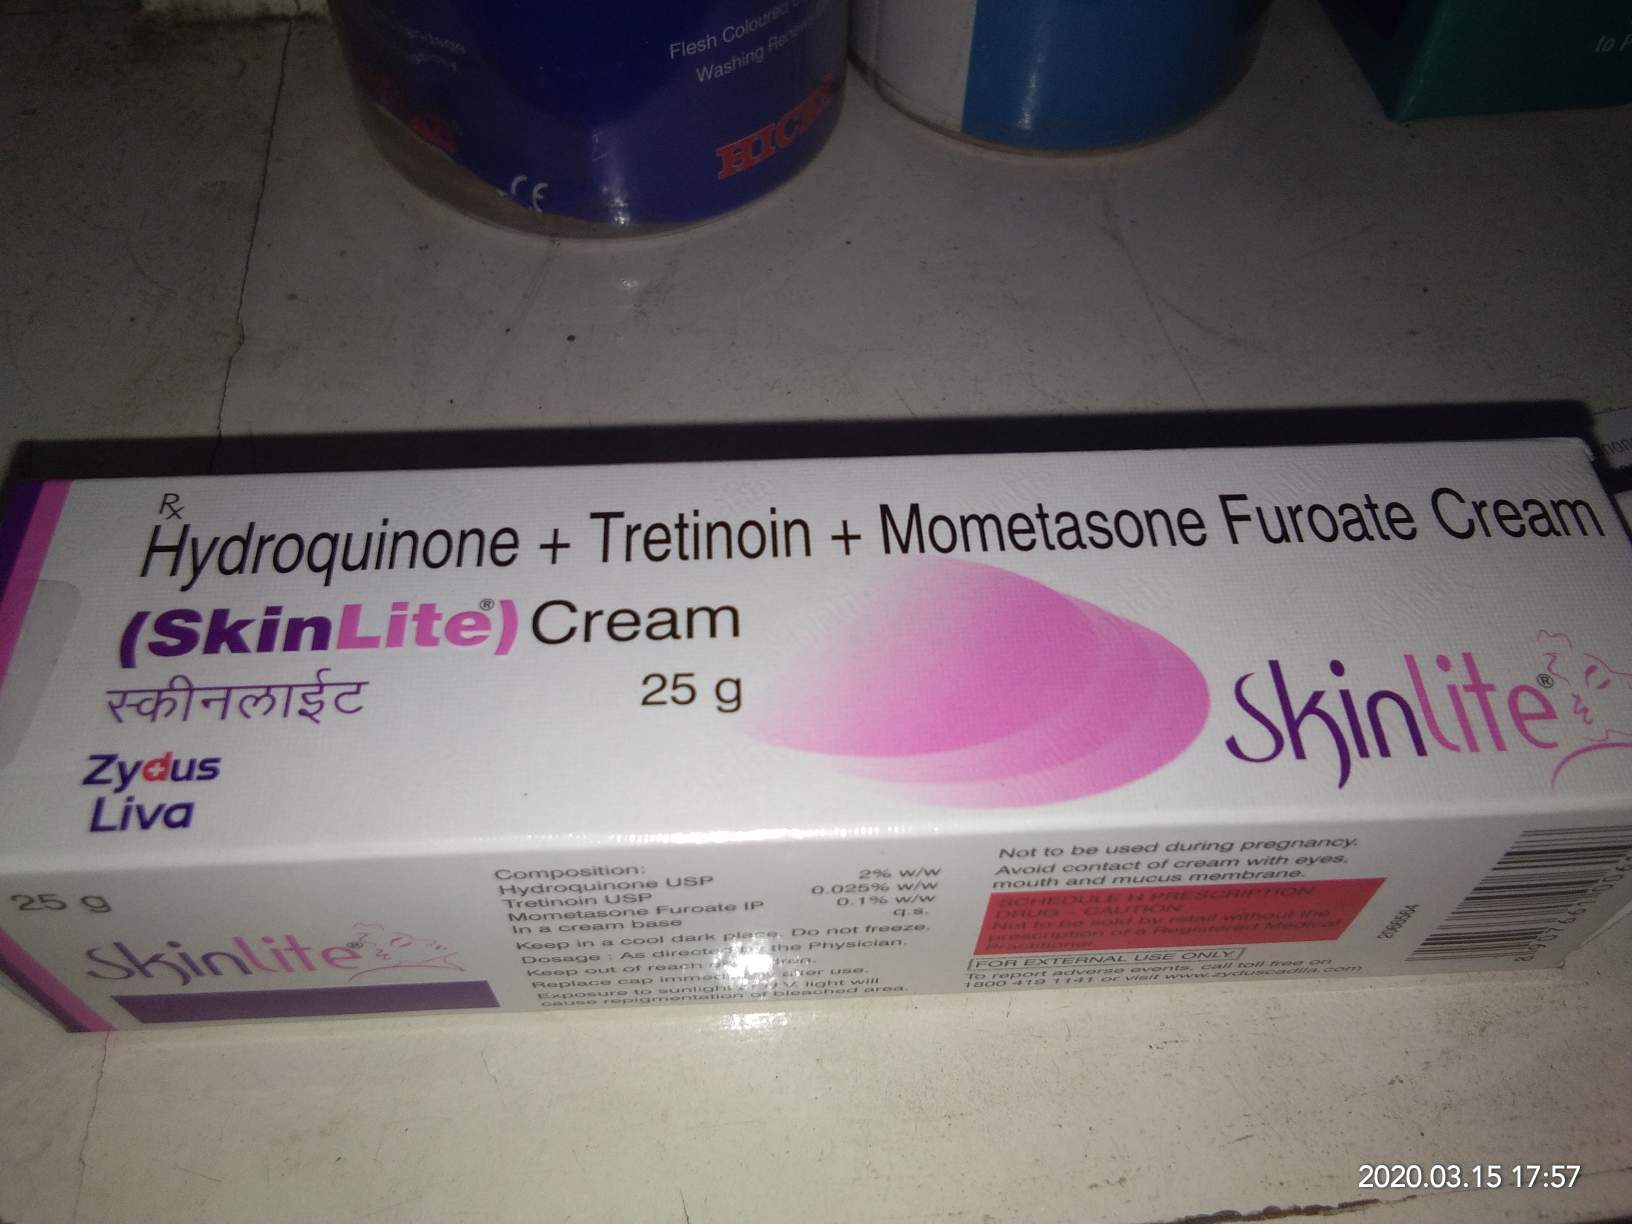 Flesh Coloured
Washing
CE
to
Rx
Hydroquinone + Tretinoin + Mometasone Furoate Cream
(SkinLite®) Cream
स्कीनलाईट
25 g
Zydus
Liva
Skinlite®
25 g
Skinlite®
Composition:
Hydroquinone USP 2% w/w
Tretinoin USP 0.025% w/w
Mometasone Furoate IP 0.1% w/w
In a cream base q.s.
Keep in a cool dark place. Do not freeze.
Dosage : As directed by the Physician.
Keep out of reach
Replace cap after use.
Exposure to sunlight light will
cause repigmentation of bleached area.
Not to be used during pregnancy.
Avoid contact of cream with eyes,
mouth and mucus membrane.
SCHEDULE H PRESCRIPTION
DRUG - CAUTION
Not to be sold by retail without the
prescription of a Registered Medical
Practitioner
FOR EXTERNAL USE ONLY.
To report adverse events, call toll free on
1800 419 1141 or visit www.zyduscadila.com
2020.03.15 17:57